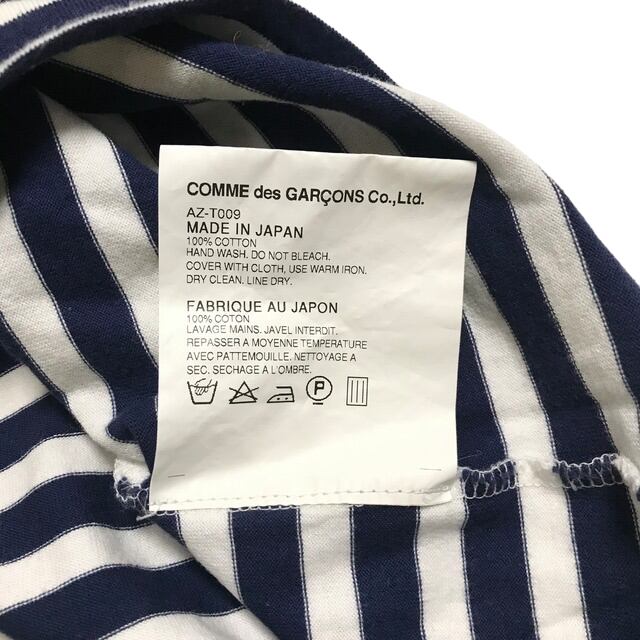 COMME des GARÇONS Co.,Ltd.
AZ-T009
MADE IN JAPAN
100% COTTON
HAND WASH. DO NOT BLEACH.
COVER WITH CLOTH, USE WARM IRON.
DRY CLEAN. LINE DRY.
FABRIQUE AU JAPON
100% COTON
LAVAGE MAINS. JAVEL INTERDIT.
REPASSER A MOYENNE TEMPERATURE
AVEC PATTEMOUILLE. NETTOYAGE A
SEC. SECHAGE A L'OMBRE.
P